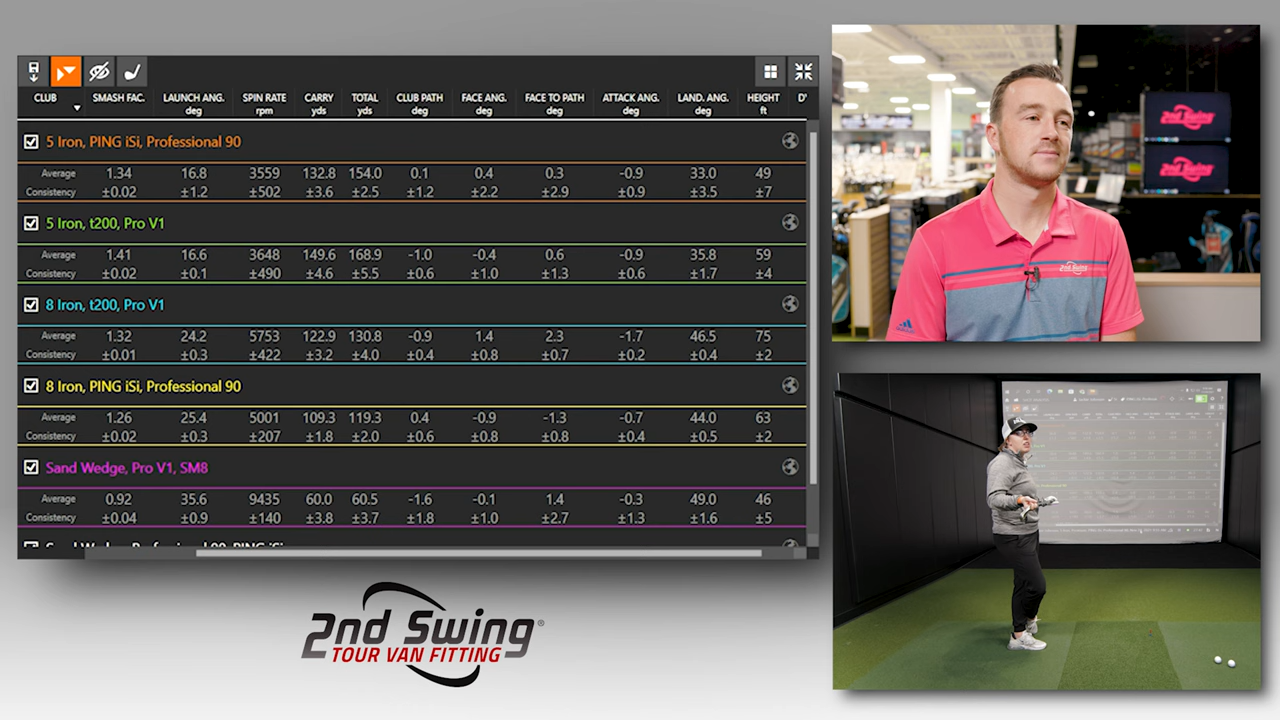 CLUB SMASH FAC. LAUNCH ANG. SPIN RATE CARRY TOTAL CLUB PATH FACE ANG. FACE TO PATH ATTACK ANG. LAND. ANG. HEIGHT D'
deg rpm yds yds deg deg deg deg deg ft
5 Iron, PING iSi, Professional 90
Average 1.34 16.8 3559 132.8 154.0 0.1 0.4 0.3 -0.9 33.0 49
Consistency ±0.02 ±1.2 ±502 ±3.6 ±2.5 ±1.2 ±2.2 ±2.9 ±0.9 ±3.5 ±7
5 Iron, t200, Pro V1
Average 1.41 16.6 3648 149.6 168.9 -1.0 -0.4 0.6 -0.9 35.8 59
Consistency ±0.02 ±0.1 ±490 ±4.6 ±5.5 ±0.6 ±1.0 ±1.3 ±0.6 ±1.7 ±4
8 Iron, t200, Pro V1
Average 1.32 24.2 5753 122.9 130.8 -0.9 1.4 2.3 -1.7 46.5 75
Consistency ±0.01 ±0.3 ±422 ±3.2 ±4.0 ±0.4 ±0.8 ±0.7 ±0.2 ±0.4 ±2
8 Iron, PING iSi, Professional 90
Average 1.26 25.4 5001 109.3 119.3 0.4 -0.9 -1.3 -0.7 44.0 63
Consistency ±0.02 ±0.3 ±207 ±1.8 ±2.0 ±0.6 ±0.8 ±0.8 ±0.4 ±0.5 ±2
Sand Wedge, Pro V1, SM8
Average 0.92 35.6 9435 60.0 60.5 -1.6 -0.1 1.4 -0.3 49.0 46
Consistency ±0.04 ±0.9 ±140 ±3.8 ±3.7 ±1.8 ±1.0 ±2.7 ±1.3 ±1.6 ±5
Sand Wedge, Professional 90, PING iSi
2nd Swing®
TOUR VAN FITTING
2nd Swing
2nd Swing
2nd Swing
adidas